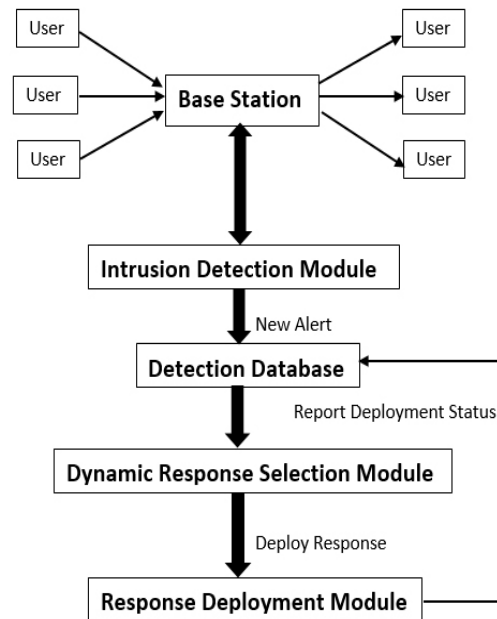 User
User
User
Base Station
User
User
User
Intrusion Detection Module
New Alert
Detection Database
Report Deployment Status
Dynamic Response Selection Module
Deploy Response
Response Deployment Module